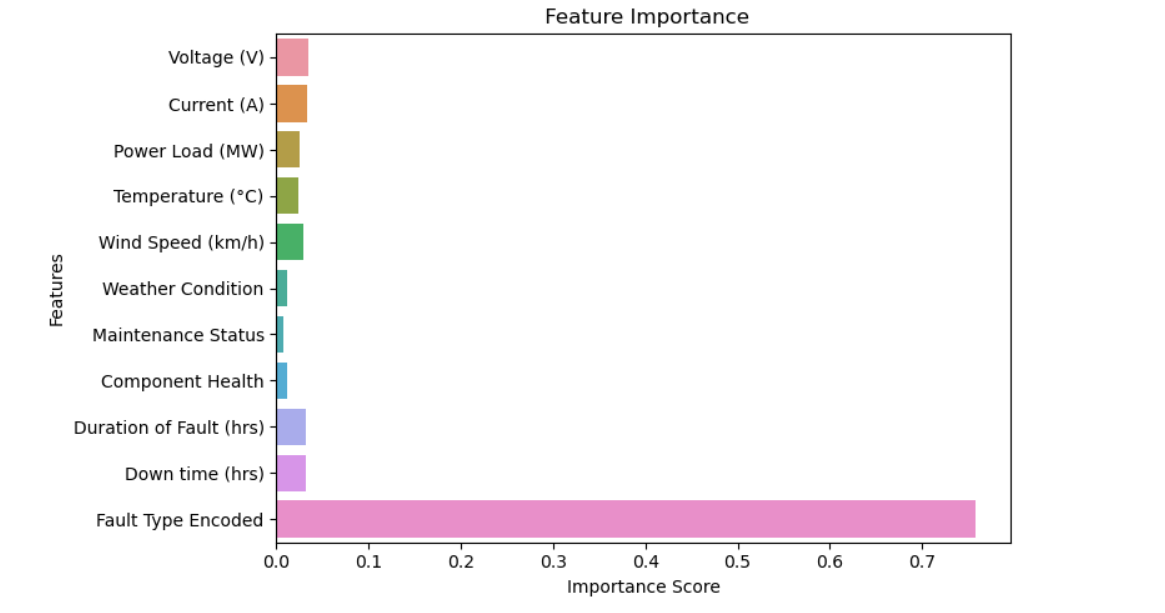 Feature Importance
Voltage (V)
Current (A)
Power Load (MW)
Temperature (°C)
Wind Speed (km/h)
Weather Condition
Maintenance Status
Component Health
Duration of Fault (hrs)
Down time (hrs)
Fault Type Encoded
Features
0.0 0.1 0.2 0.3 0.4 0.5 0.6 0.7
Importance Score